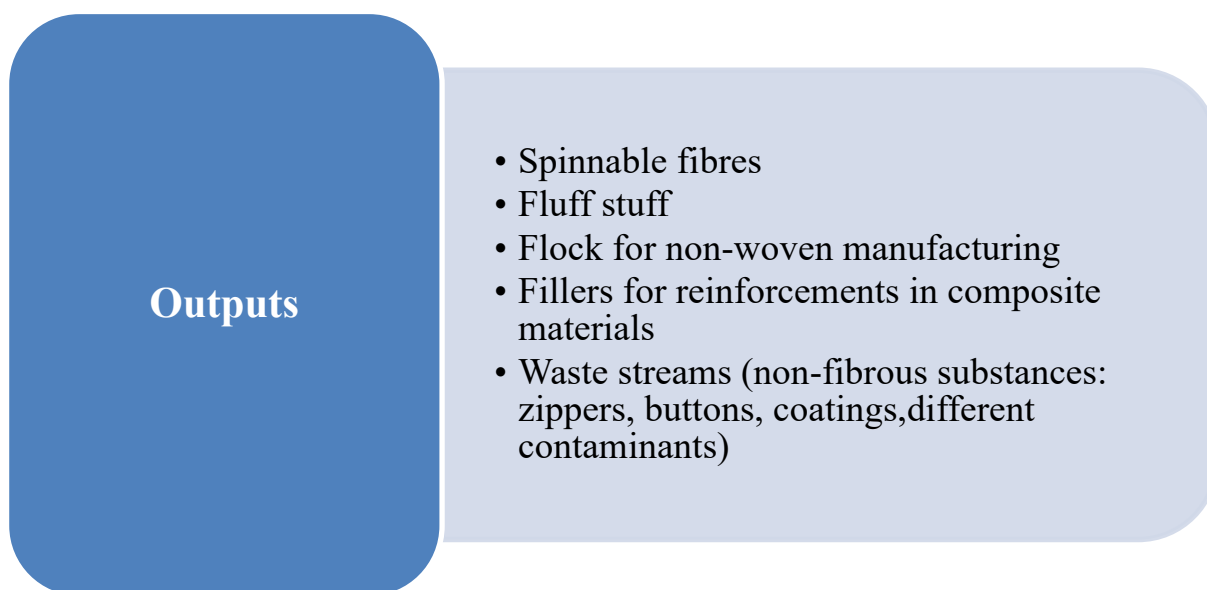 Outputs
• Spinnable fibres
• Fluff stuff
• Flock for non-woven manufacturing
• Fillers for reinforcements in composite
materials
• Waste streams (non-fibrous substances:
zippers, buttons, coatings,different
contaminants)